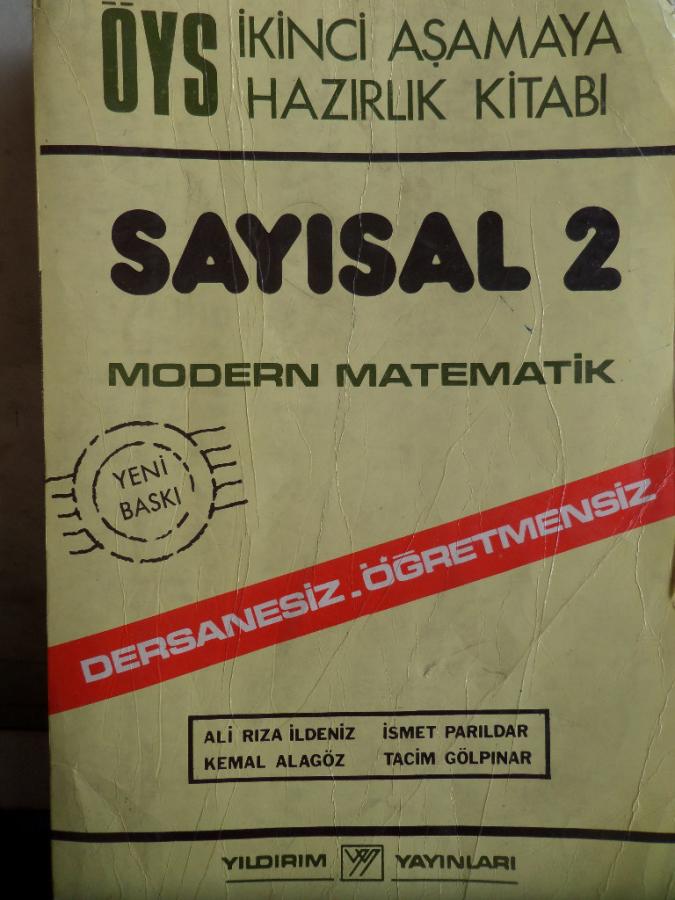 ÖYS İKİNCİ AŞAMAYA
HAZIRLIK KİTABI
SAYISAL 2
MODERN MATEMATİK
YENİ
BASKI
DERSANESİZ.ÖĞRETMENSİZ
ALİ RIZA İLDENİZ İSMET PARILDAR
KEMAL ALAGÖZ TACİM GÖLPINAR
YILDIRIM YAYINLARI